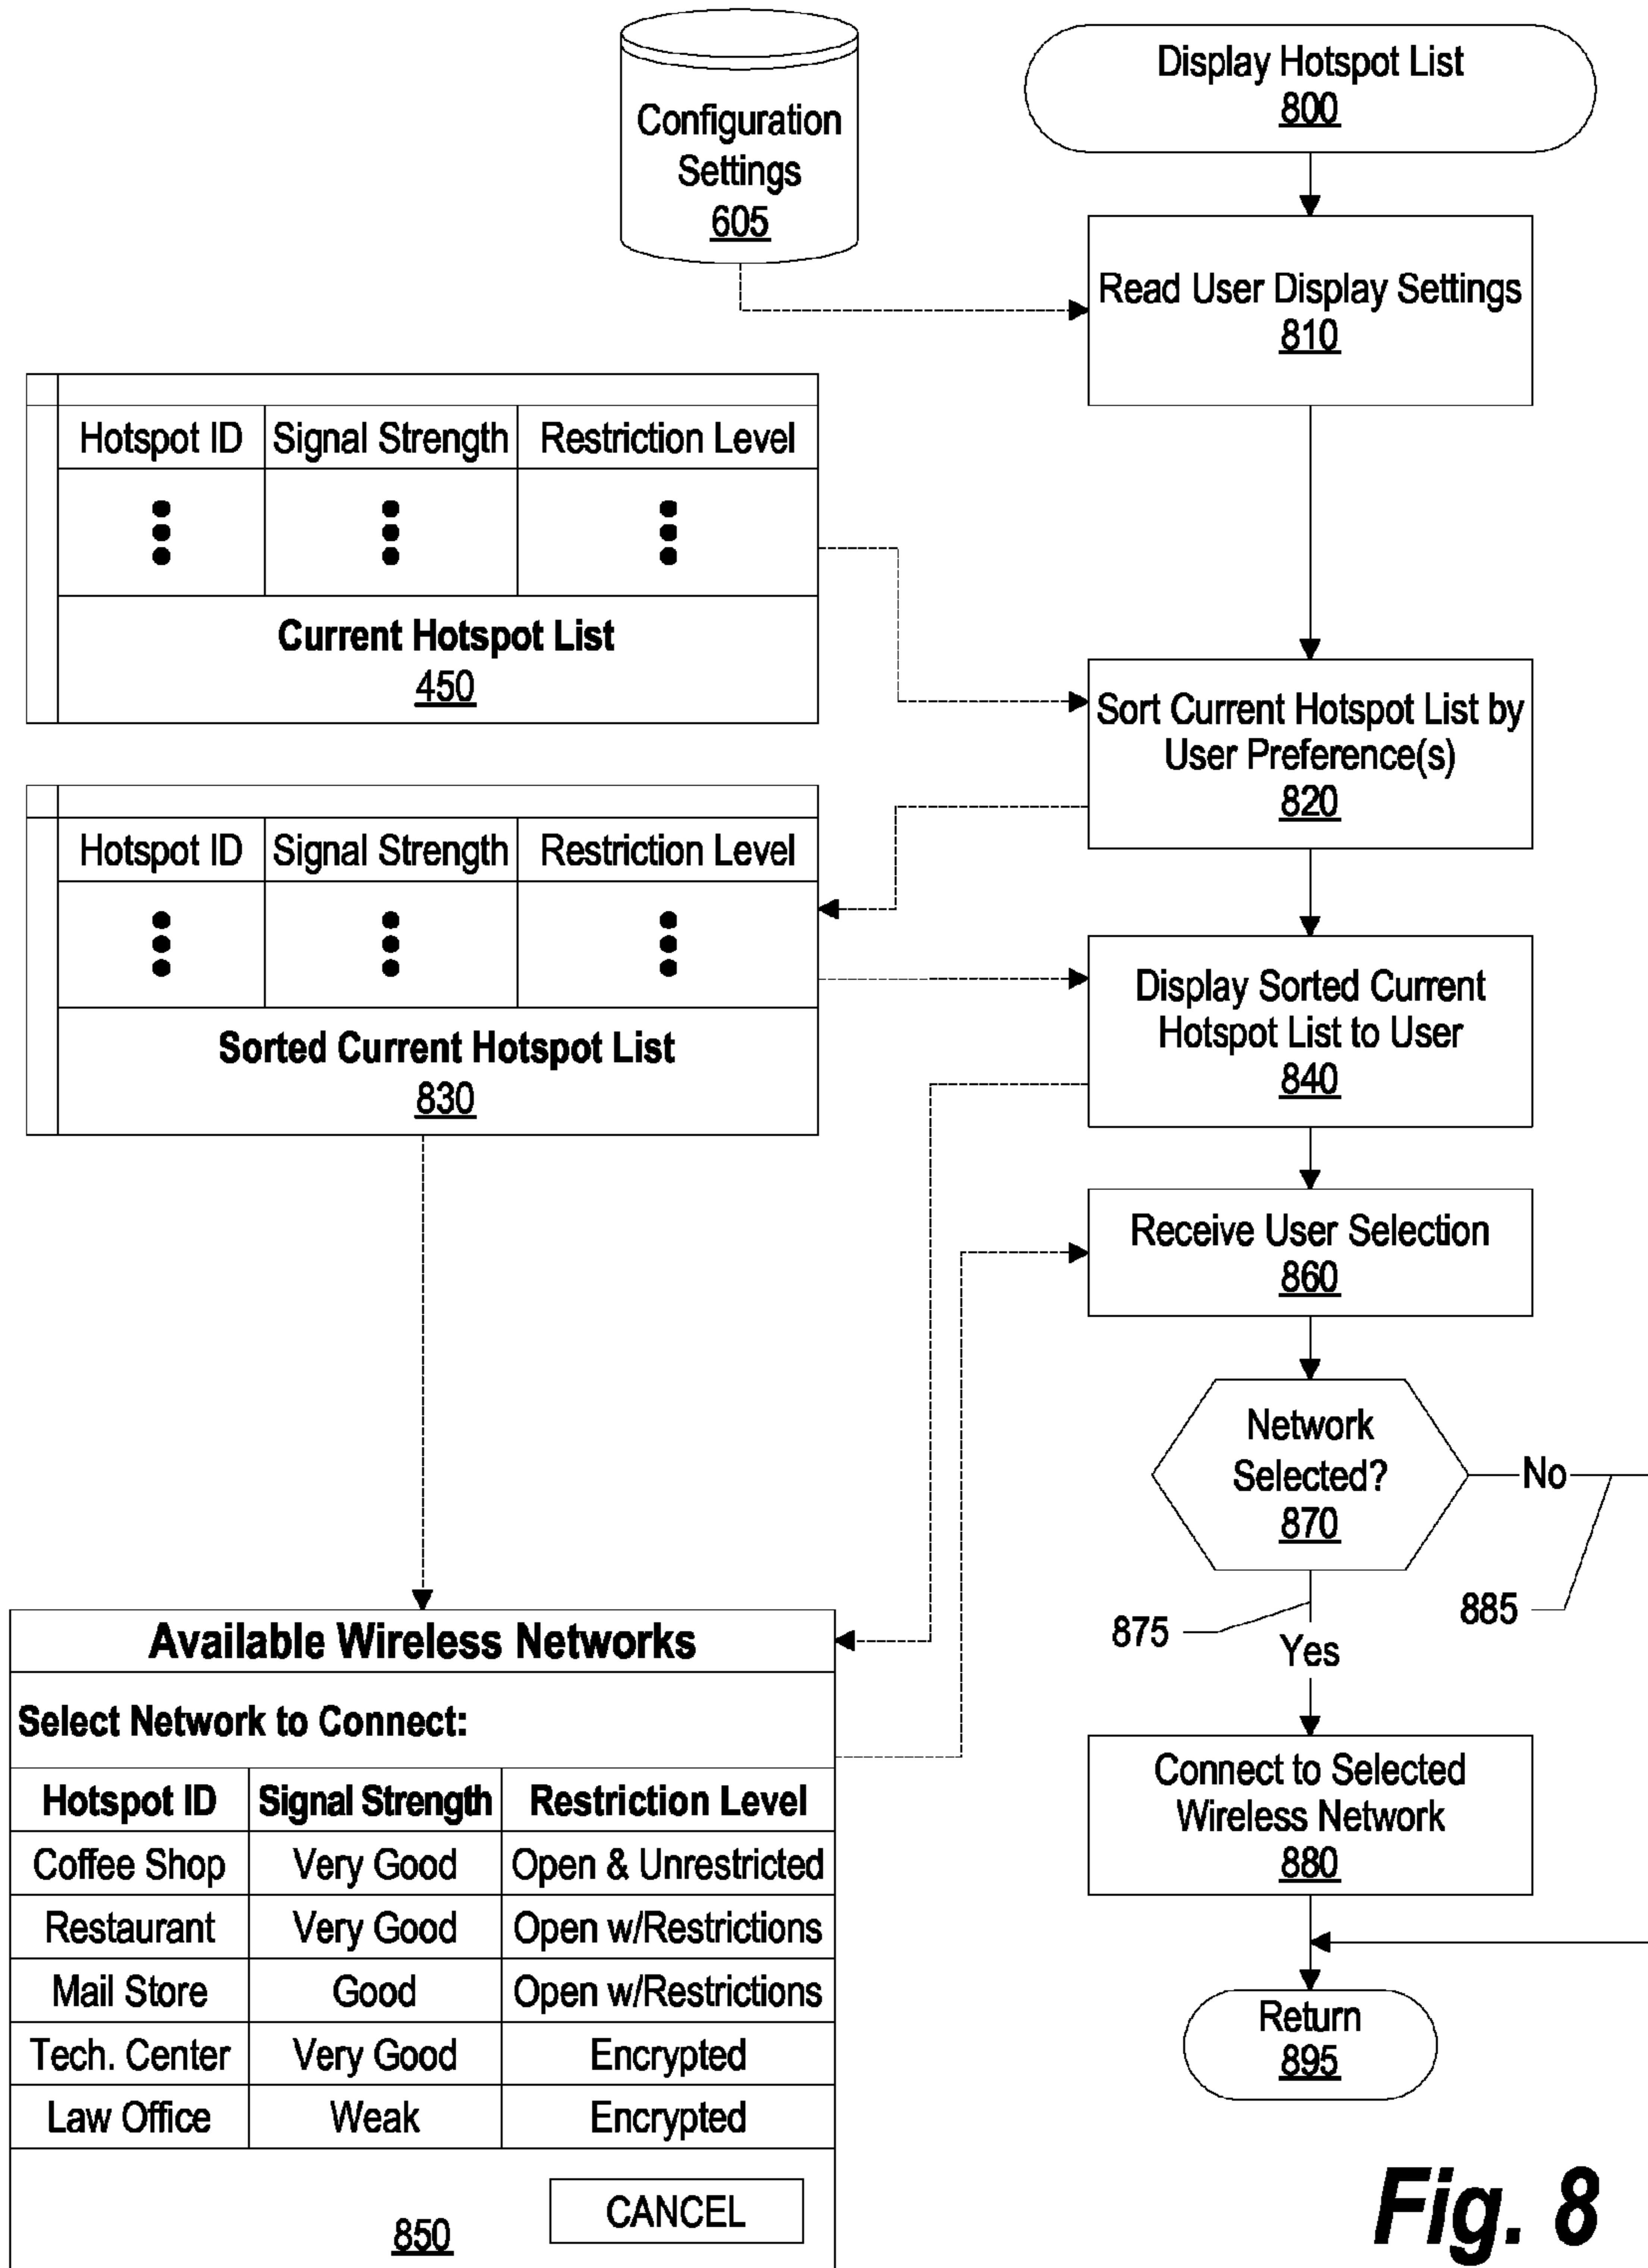 Configuration
Settings
605
Display Hotspot List
800
Read User Display Settings
810
Hotspot ID Signal Strength Restriction Level
Current Hotspot List
450
Sort Current Hotspot List by
User Preference(s)
820
Hotspot ID Signal Strength Restriction Level
Sorted Current Hotspot List
830
Display Sorted Current
Hotspot List to User
840
Receive User Selection
860
Network
Selected?
870
No
885
875
Yes
Available Wireless Networks
Select Network to Connect:
Hotspot ID Signal Strength Restriction Level
Coffee Shop Very Good Open & Unrestricted
Restaurant Very Good Open w/Restrictions
Mail Store Good Open w/Restrictions
Tech. Center Very Good Encrypted
Law Office Weak Encrypted
850
CANCEL
Connect to Selected
Wireless Network
880
Return
895
Fig. 8